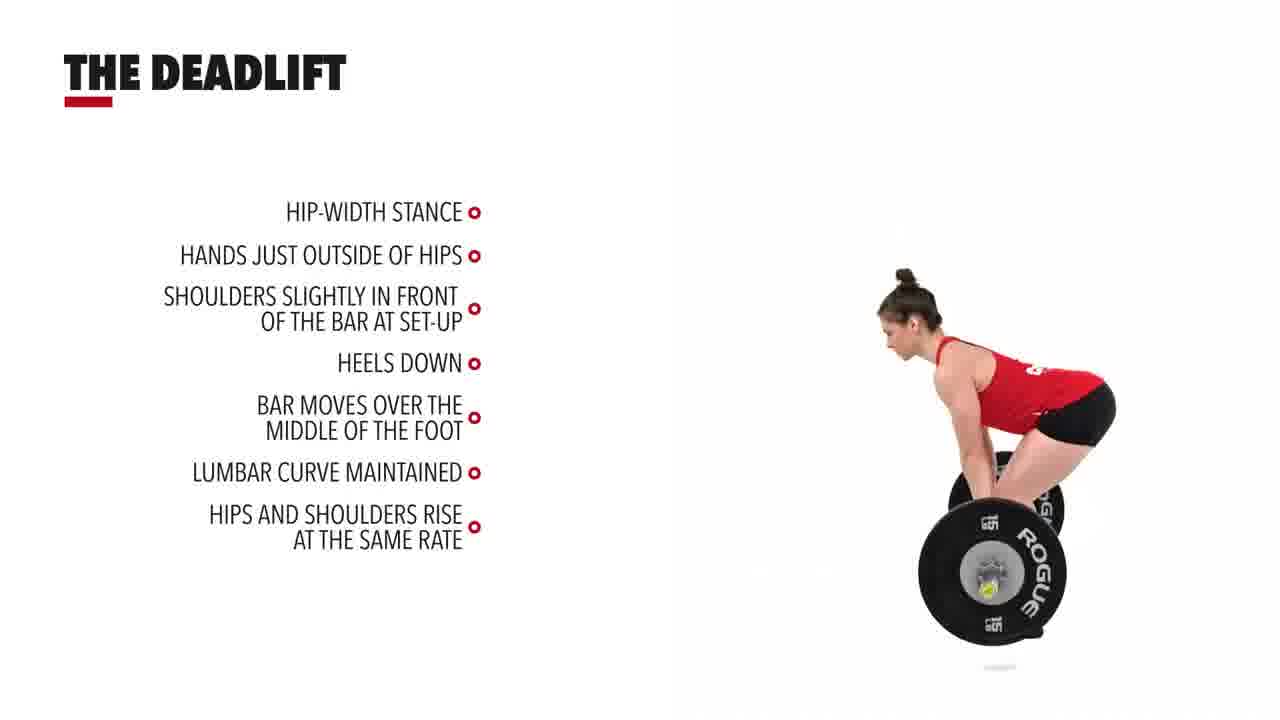 THE DEADLIFT
HIP-WIDTH STANCE
HANDS JUST OUTSIDE OF HIPS
SHOULDERS SLIGHTLY IN FRONT
OF THE BAR AT SET-UP
HEELS DOWN
BAR MOVES OVER THE
MIDDLE OF THE FOOT
LUMBAR CURVE MAINTAINED
HIPS AND SHOULDERS RISE
AT THE SAME RATE
15
LB
ROGUE
15
LB